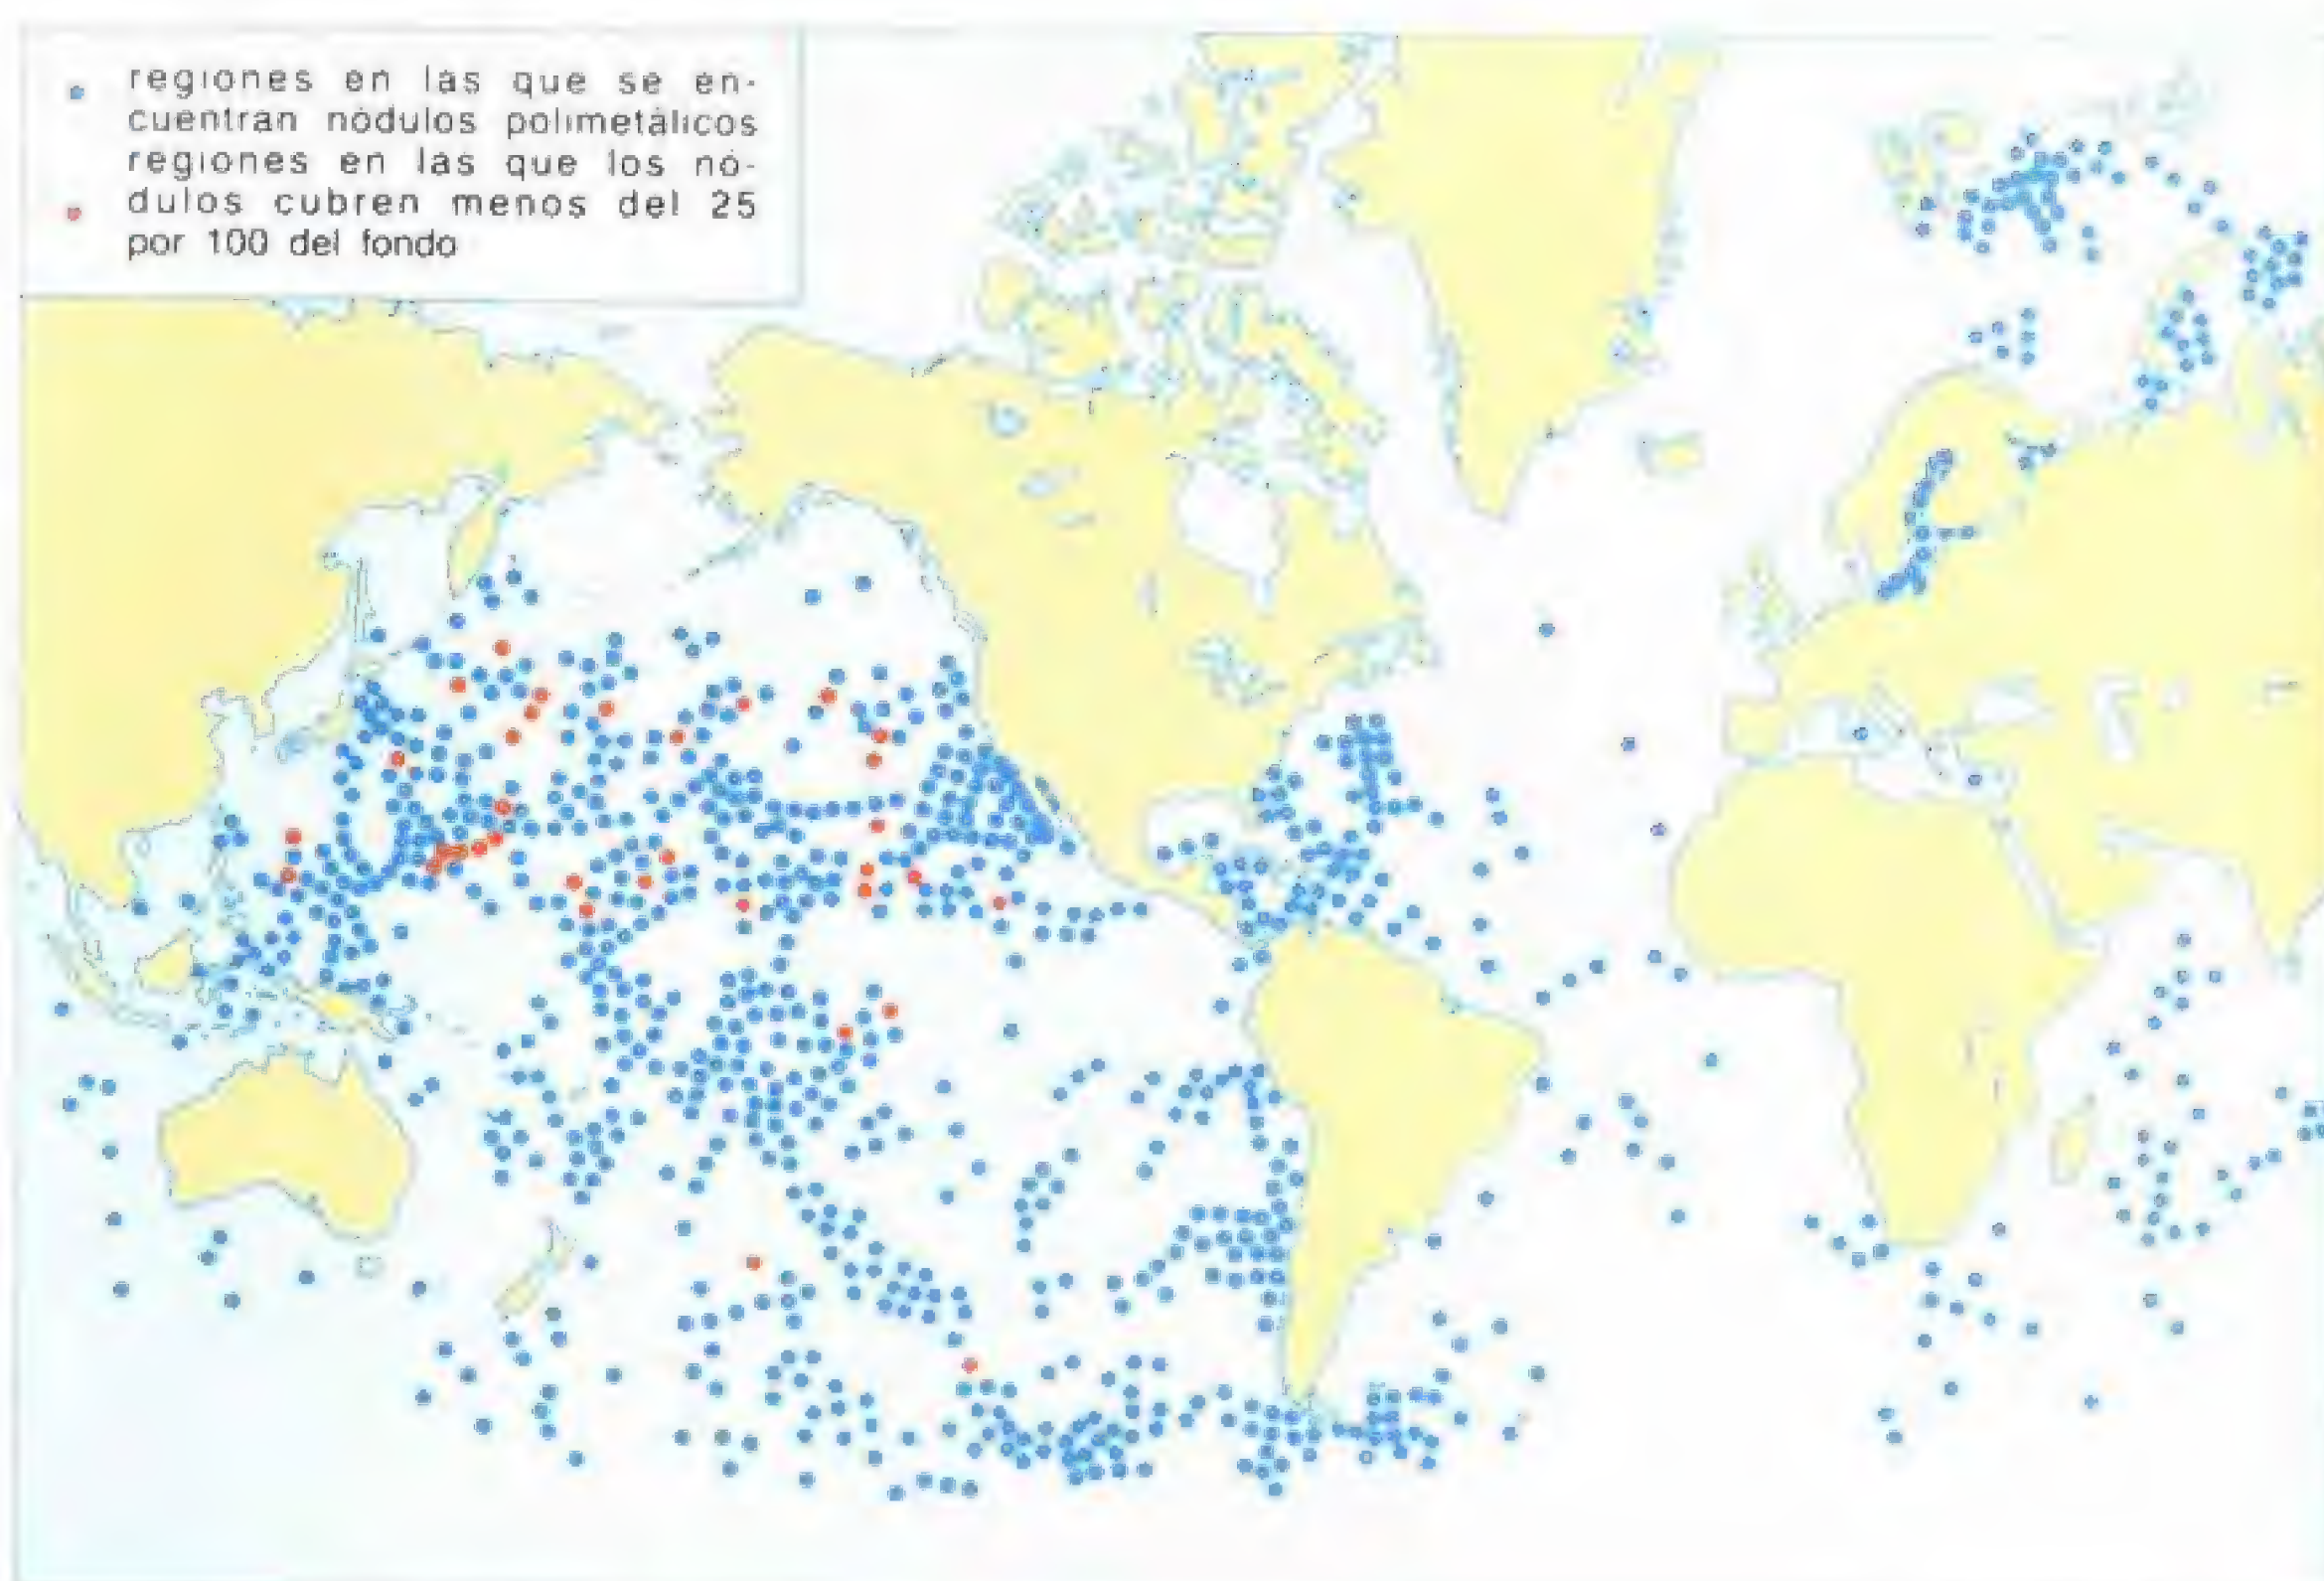 regiones en las que se en-
cuentran nódulos polimetálicos
regiones en las que los nó-
dulos cubren menos del 25
por 100 del fondo